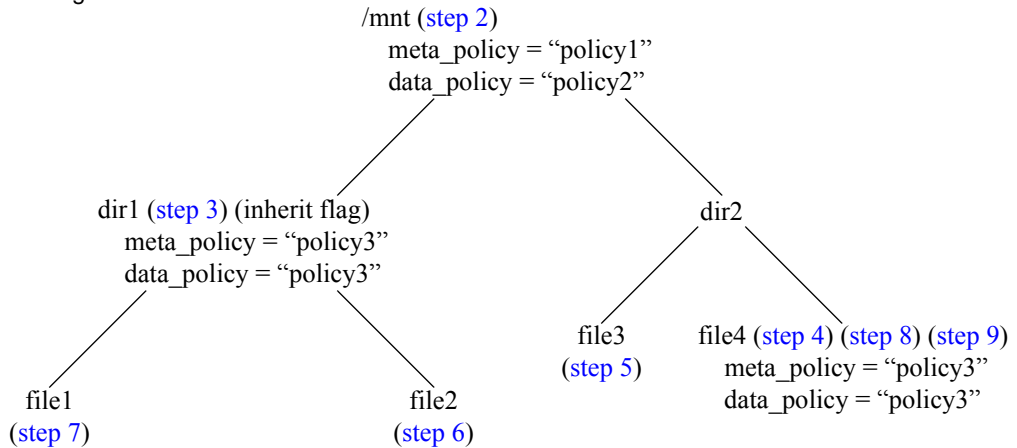 /mnt (step 2)
meta_policy = “policy1”
data_policy = “policy2”
dir1 (step 3) (inherit flag)
meta_policy = “policy3”
data_policy = “policy3”
dir2
file3
(step 5)
file4 (step 4) (step 8) (step 9)
meta_policy = “policy3”
data_policy = “policy3”
file1
(step 7)
file2
(step 6)